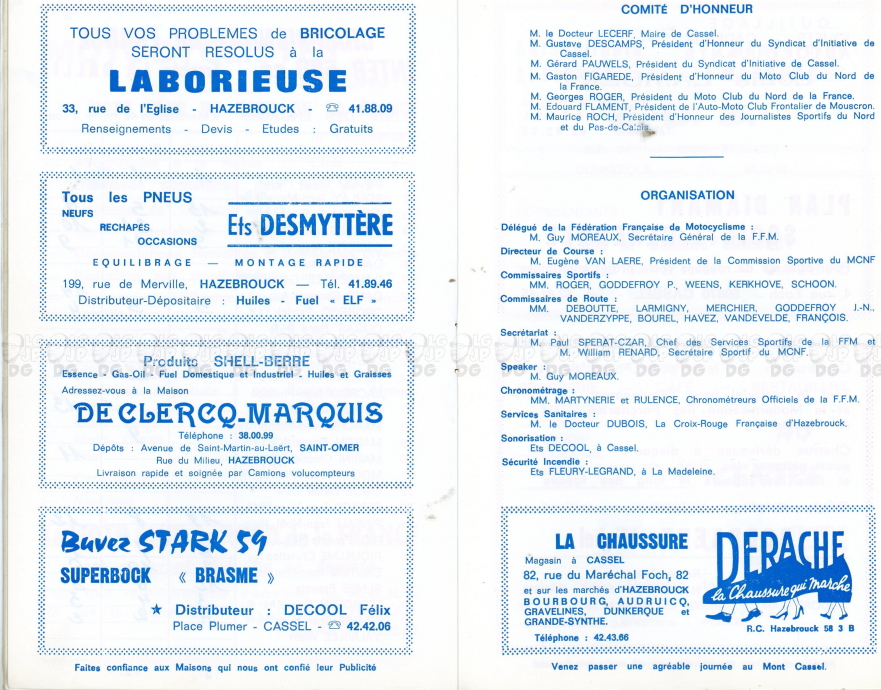 TOUS VOS PROBLEMES de BRICOLAGE
SERONT RESOLUS à la
LABORIEUSE
33, rue de l'Eglise - HAZEBROUCK - ☏ 41.88.09
Renseignements - Devis - Etudes : Gratuits
Tous les PNEUS
NEUFS
RECHAPÉS
OCCASIONS
Ets DESMYTTÈRE
EQUILIBRAGE — MONTAGE RAPIDE
199, rue de Merville, HAZEBROUCK — Tél. 41.89.46
Distributeur-Dépositaire : Huiles - Fuel « ELF »
Produits SHELL-BERRE
Essence - Gas-Oil - Fuel Domestique et Industriel - Huiles et Graisses
Adressez-vous à la Maison
DECLERCQ-MARQUIS
Téléphone : 38.00.99
Dépôts : Avenue de Saint-Martin-au-Laërt, SAINT-OMER
Rue du Milieu, HAZEBROUCK
Livraison rapide et soignée par Camions volucompteurs
Buvez STARK 59
SUPERBOCK « BRASME »
★ Distributeur : DECOOL Félix
Place Plumer - CASSEL - ☏ 42.42.06
Faites confiance aux Maisons qui nous ont confié leur Publicité
COMITÉ D'HONNEUR
M. le Docteur LECERF, Maire de Cassel.
M. Gustave DESCAMPS, Président d'Honneur du Syndicat d'Initiative de
Cassel.
M. Gérard PAUWELS, Président du Syndicat d'Initiative de Cassel.
M. Gaston FIGAREDE, Président d'Honneur du Moto Club du Nord de
la France.
M. Georges ROGER, Président du Moto Club du Nord de la France.
M. Edouard FLAMENT, Président de l'Auto-Moto Club Frontalier de Mouscron.
M. Maurice ROCH, Président d'Honneur des Journalistes Sportifs du Nord
et du Pas-de-Calais.
ORGANISATION
Délégué de la Fédération Française de Motocyclisme :
M. Guy MOREAUX, Secrétaire Général de la F.F.M.
Directeur de Course :
M. Eugène VAN LAERE, Président de la Commission Sportive du MCNF
Commissaires Sportifs :
MM. ROGER, GODDEFROY P., WEENS, KERKHOVE, SCHOON.
Commissaires de Route :
MM. DEBOUTTE, LARMIGNY, MERCHIER, GODDEFROY J.-N.,
VANDERZYPPE, BOUREL, HAVEZ, VANDEVELDE, FRANÇOIS.
Secrétariat :
M. Paul SPERAT-CZAR, Chef des Services Sportifs de la FFM et
M. William RENARD, Secrétaire Sportif du MCNF.
Speaker :
M. Guy MOREAUX.
Chronométrage :
MM. MARTYNERIE et RULENCE, Chronométreurs Officiels de la F.F.M.
Services Sanitaires :
M. le Docteur DUBOIS, La Croix-Rouge Française d'Hazebrouck.
Sonorisation :
Ets DECOOL, à Cassel.
Sécurité Incendie :
Ets FLEURY-LEGRAND, à La Madeleine.
LA CHAUSSURE
Magasin à CASSEL
82, rue du Maréchal Foch, 82
et sur les marchés d'HAZEBROUCK
BOURBOURG, AUDRUICQ,
GRAVELINES, DUNKERQUE et
GRANDE-SYNTHE.
Téléphone : 42.43.66
DERACHE
la Chaussure qui marche
R.C. Hazebrouck 58 3 B
Venez passer une agréable journée au Mont Cassel.